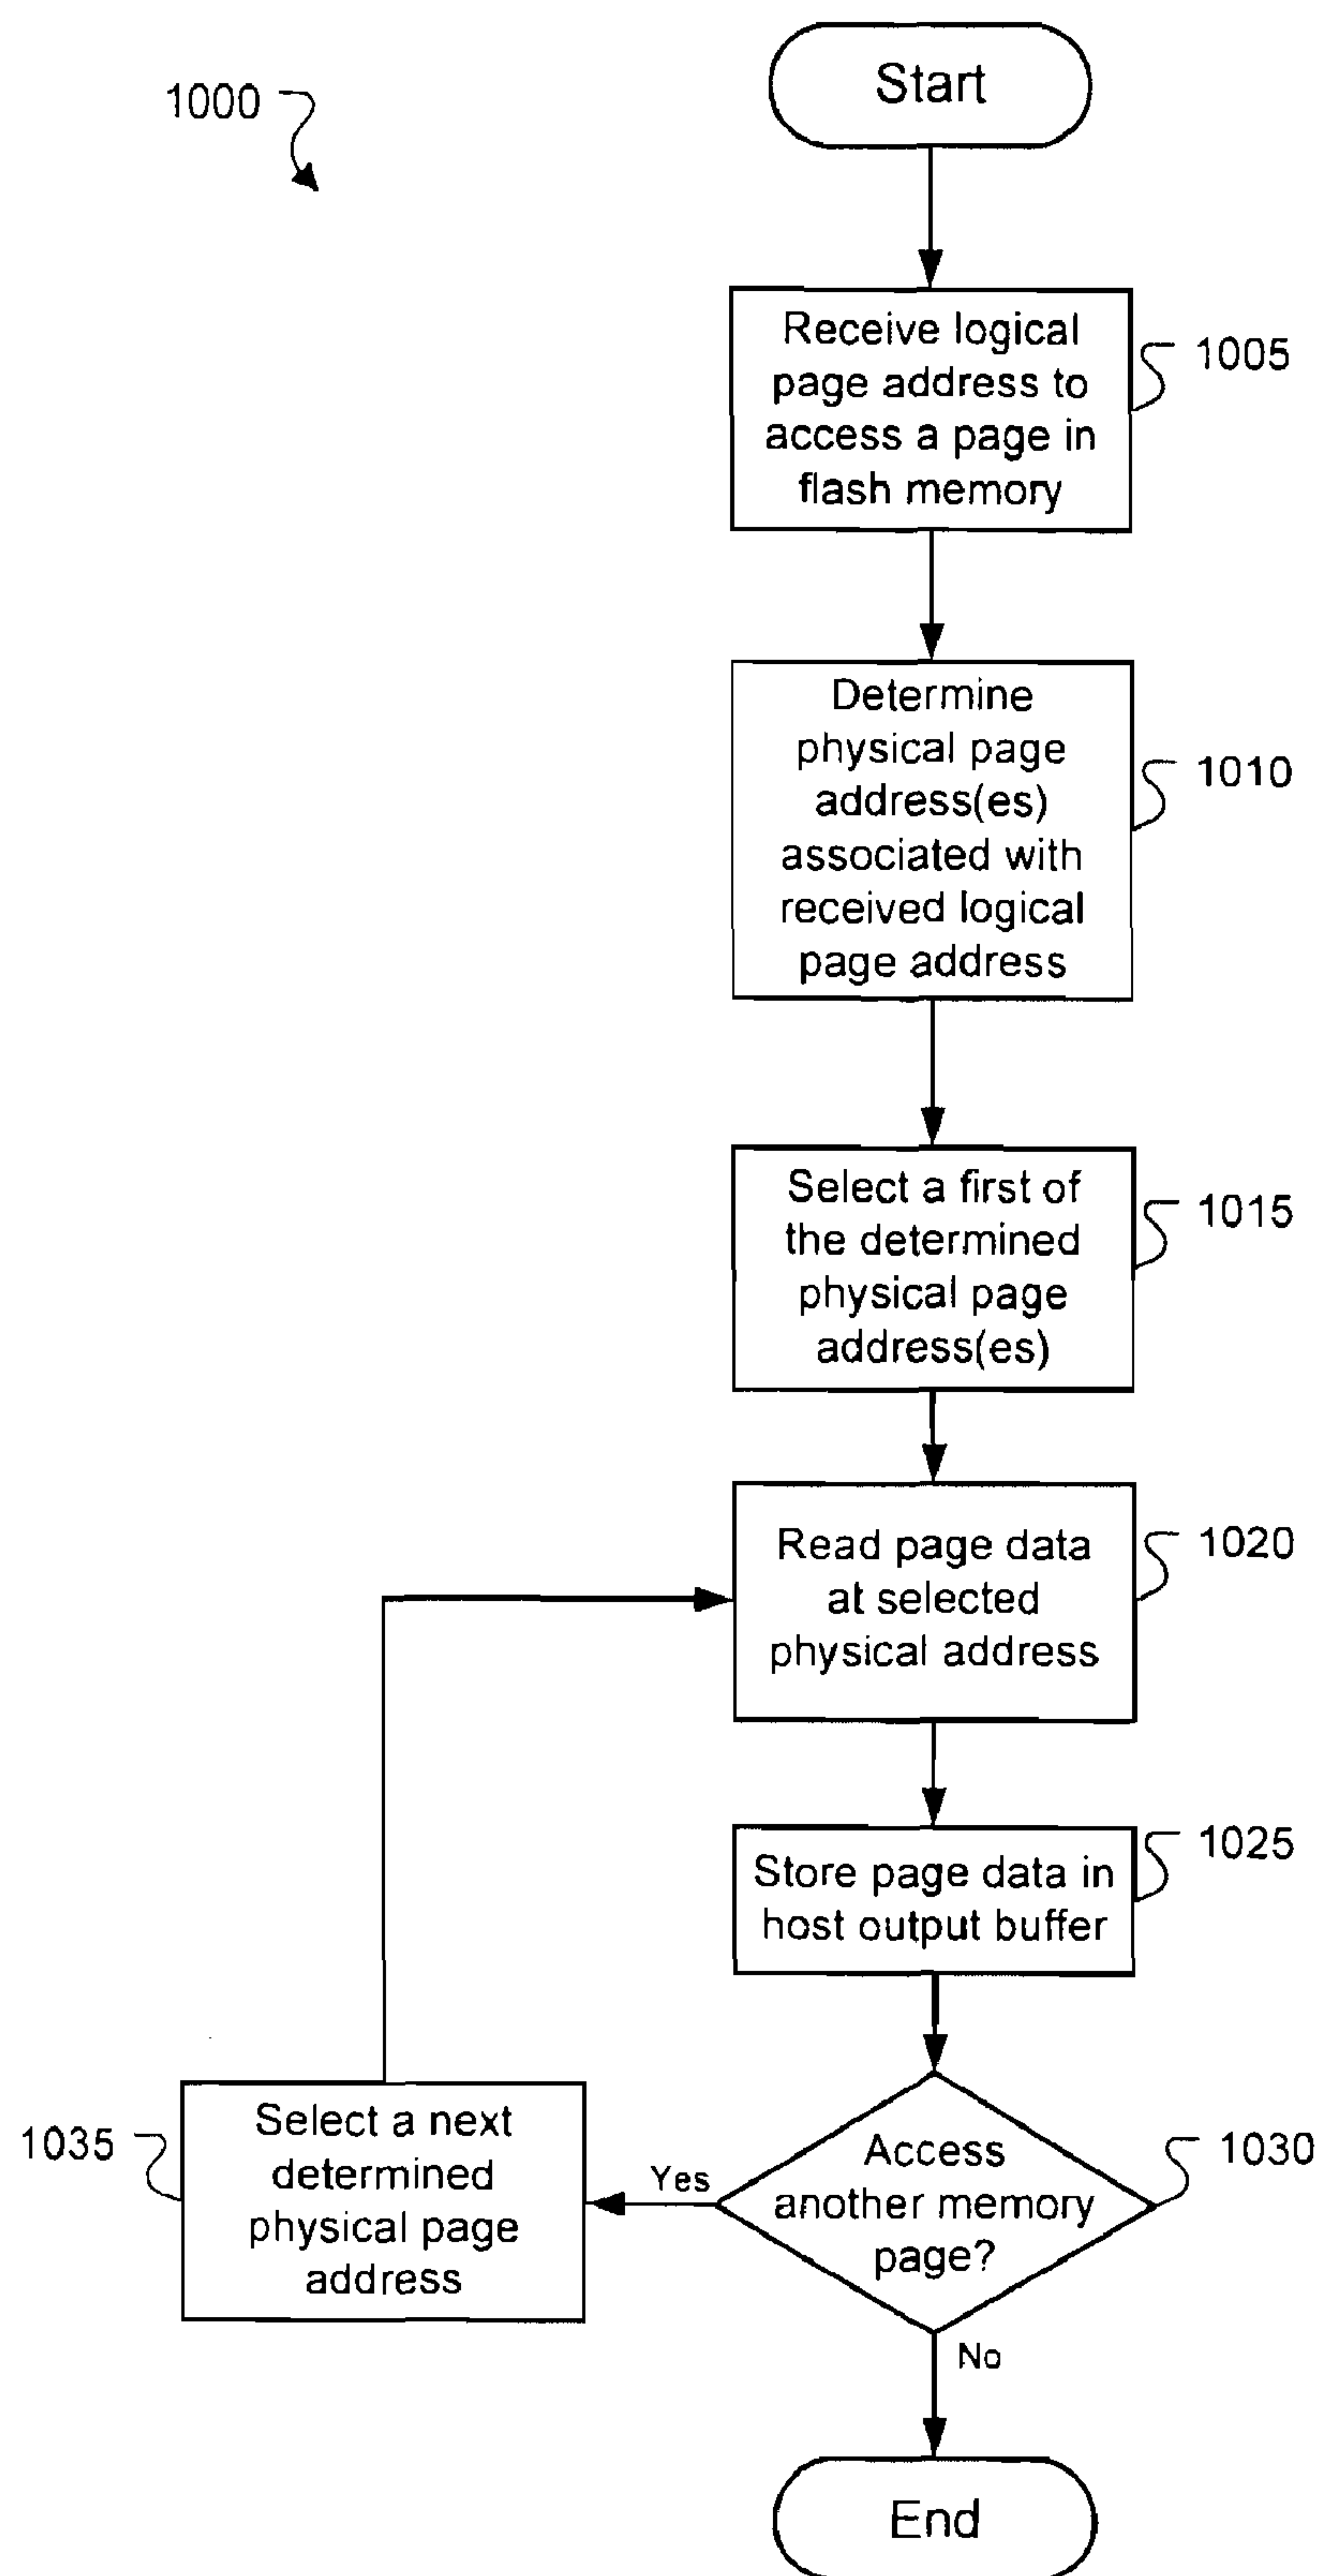 Start
1000
Receive logical
page address to
access a page in
flash memory
1005
Determine
physical page
address(es)
associated with
received logical
page address
1010
Select a first of
the determined
physical page
address(es)
1015
Read page data
at selected
physical address
1020
Store page data in
host output buffer
1025
Access
another memory
page?
1030
Yes
Select a next
determined
physical page
address
1035
No
End